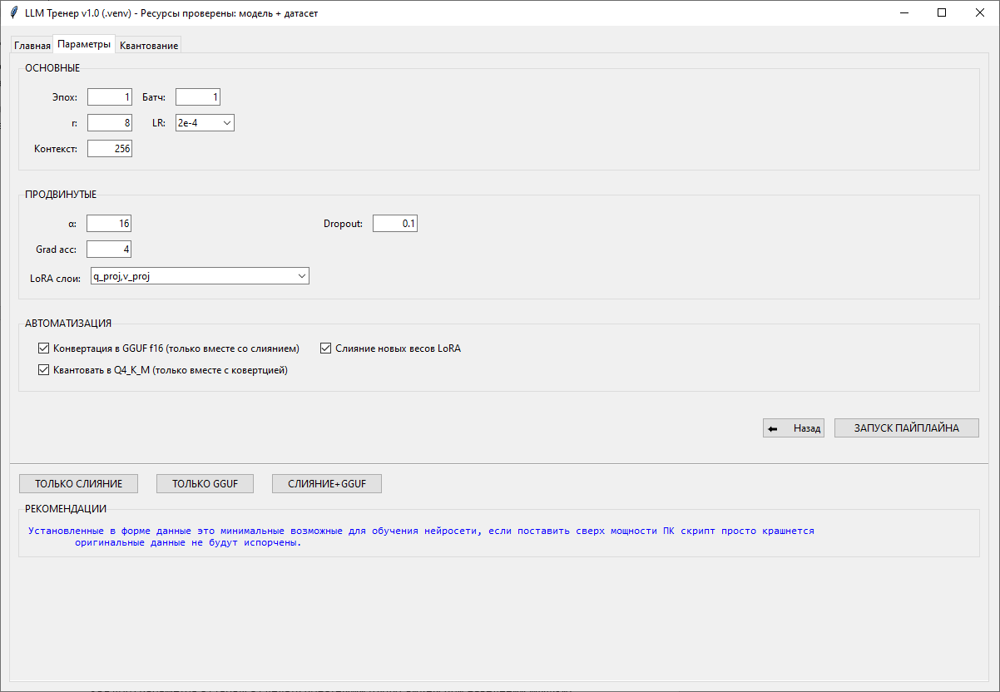 LLM Тренер v1.0 (.venv) - Ресурсы проверены: модель + датасет
Главная Параметры Квантование
ОСНОВНЫЕ
Эпох: 1 Батч: 1
r: 8 LR: 2e-4
Контекст: 256
ПРОДВИНУТЫЕ
α: 16 Dropout: 0.1
Grad acc: 4
LoRA слои: q_proj,v_proj
АВТОМАТИЗАЦИЯ
Конвертация в GGUF f16 (только вместе со слиянием) Слияние новых весов LoRA
Квантовать в Q4_K_M (только вместе с ковертцией)
Назад ЗАПУСК ПАЙПЛАЙНА
ТОЛЬКО СЛИЯНИЕ ТОЛЬКО GGUF СЛИЯНИЕ+GGUF
РЕКОМЕНДАЦИИ
Установленные в форме данные это минимальные возможные для обучения нейросети, если поставить сверх мощности ПК скрипт просто крашнется
оригинальные данные не будут испорчены.